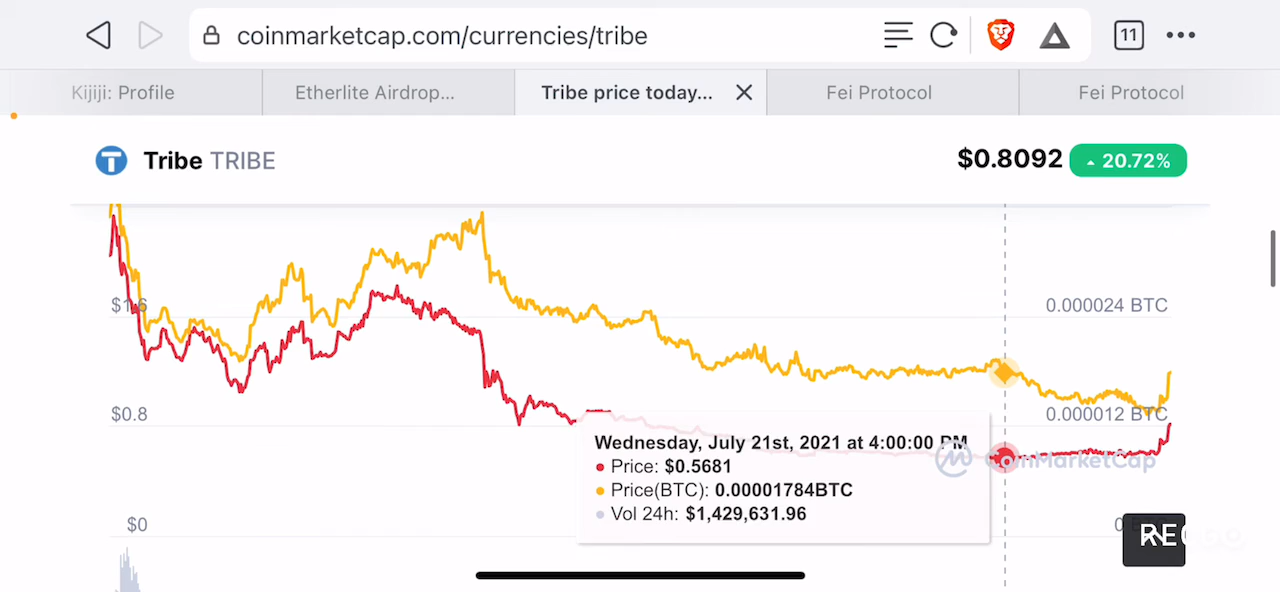 coinmarketcap.com/currencies/tribe
11
Kijiji: Profile
Etherlite Airdrop...
Tribe price today...
Fei Protocol
Fei Protocol
Tribe TRIBE
$0.8092
20.72%
$1.6
0.000024 BTC
$0.8
0.000012 BTC
Wednesday, July 21st, 2021 at 4:00:00 PM
Price: $0.5681
Price(BTC): 0.00001784BTC
Vol 24h: $1,429,631.96
CoinMarketCap
$0